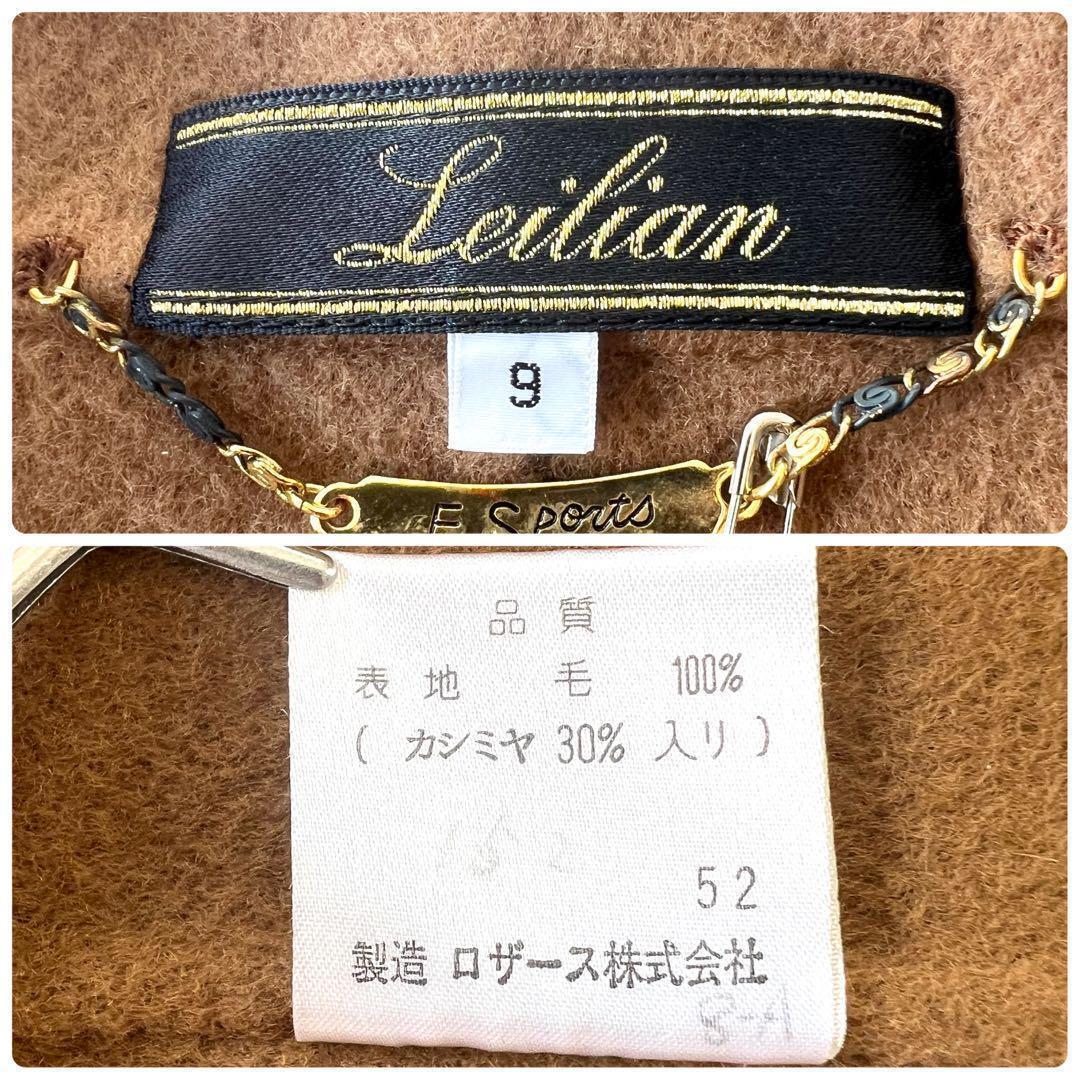 Leilian
9
F. Sports
品質
表地 毛 100%
( カシミヤ 30% 入リ )
52
製造 ロザース株式会社